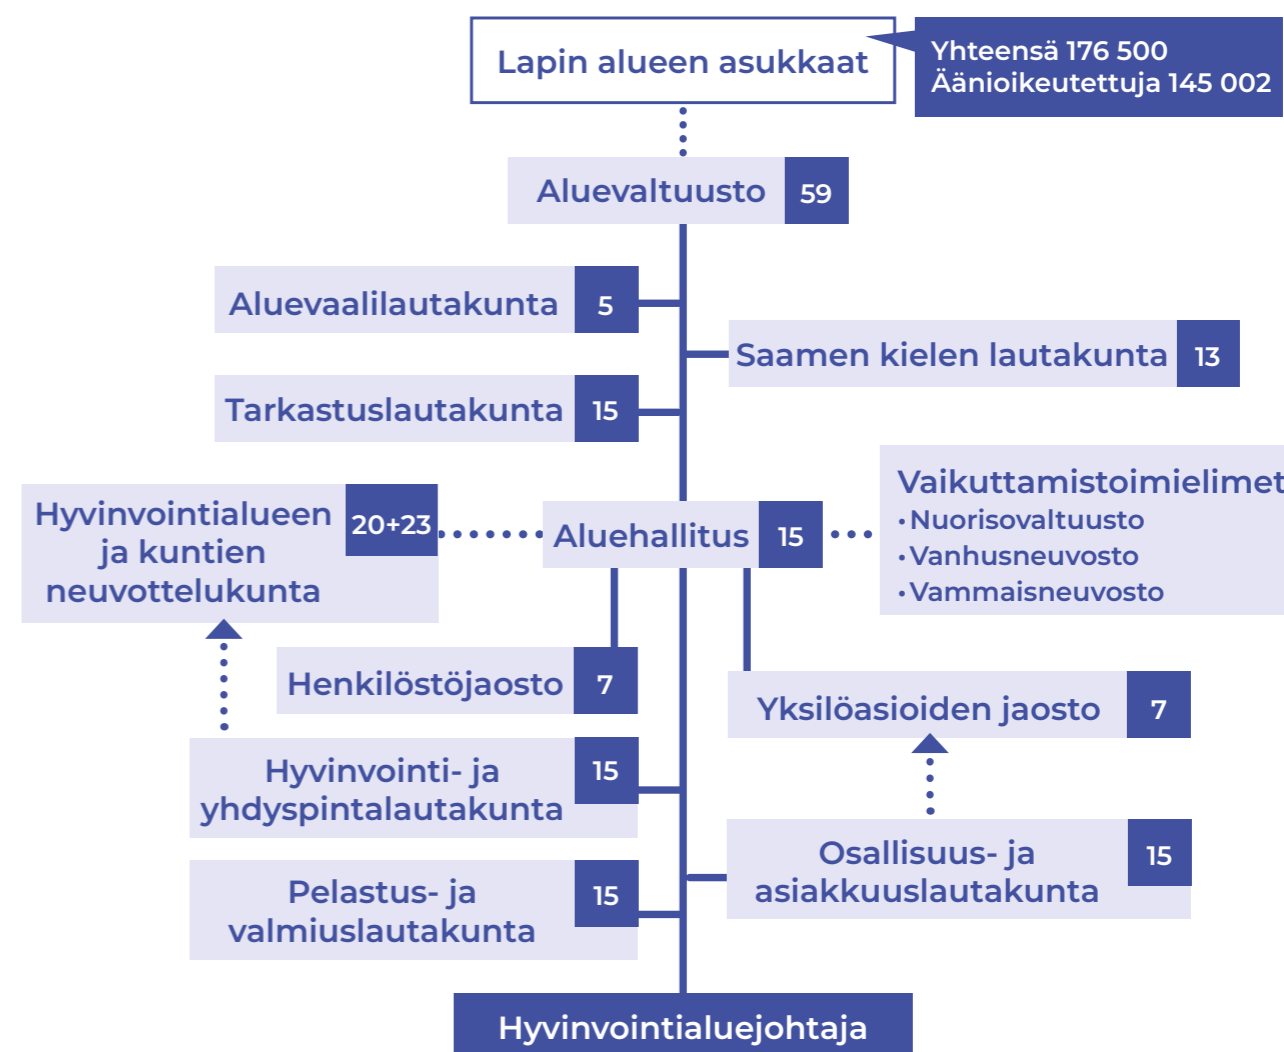 Lapin alueen asukkaat
Yhteensä 176 500
Äänioikeutettuja 145 002
Aluevaltuusto 59
Aluevaalilautakunta 5
Saamen kielen lautakunta 13
Tarkastuslautakunta 15
Hyvinvointialueen
ja kuntien
neuvottelukunta
20+23
Aluehallitus 15
Vaikuttamistoimielimet
• Nuorisovaltuusto
• Vanhusneuvosto
• Vammaisneuvosto
Henkilöstöjaosto 7
Yksilöasioiden jaosto 7
Hyvinvointi- ja
yhdyspintalautakunta
15
Osallisuus- ja
asiakkuuslautakunta
15
Pelastus- ja
valmiuslautakunta
15
Hyvinvointialuejohtaja